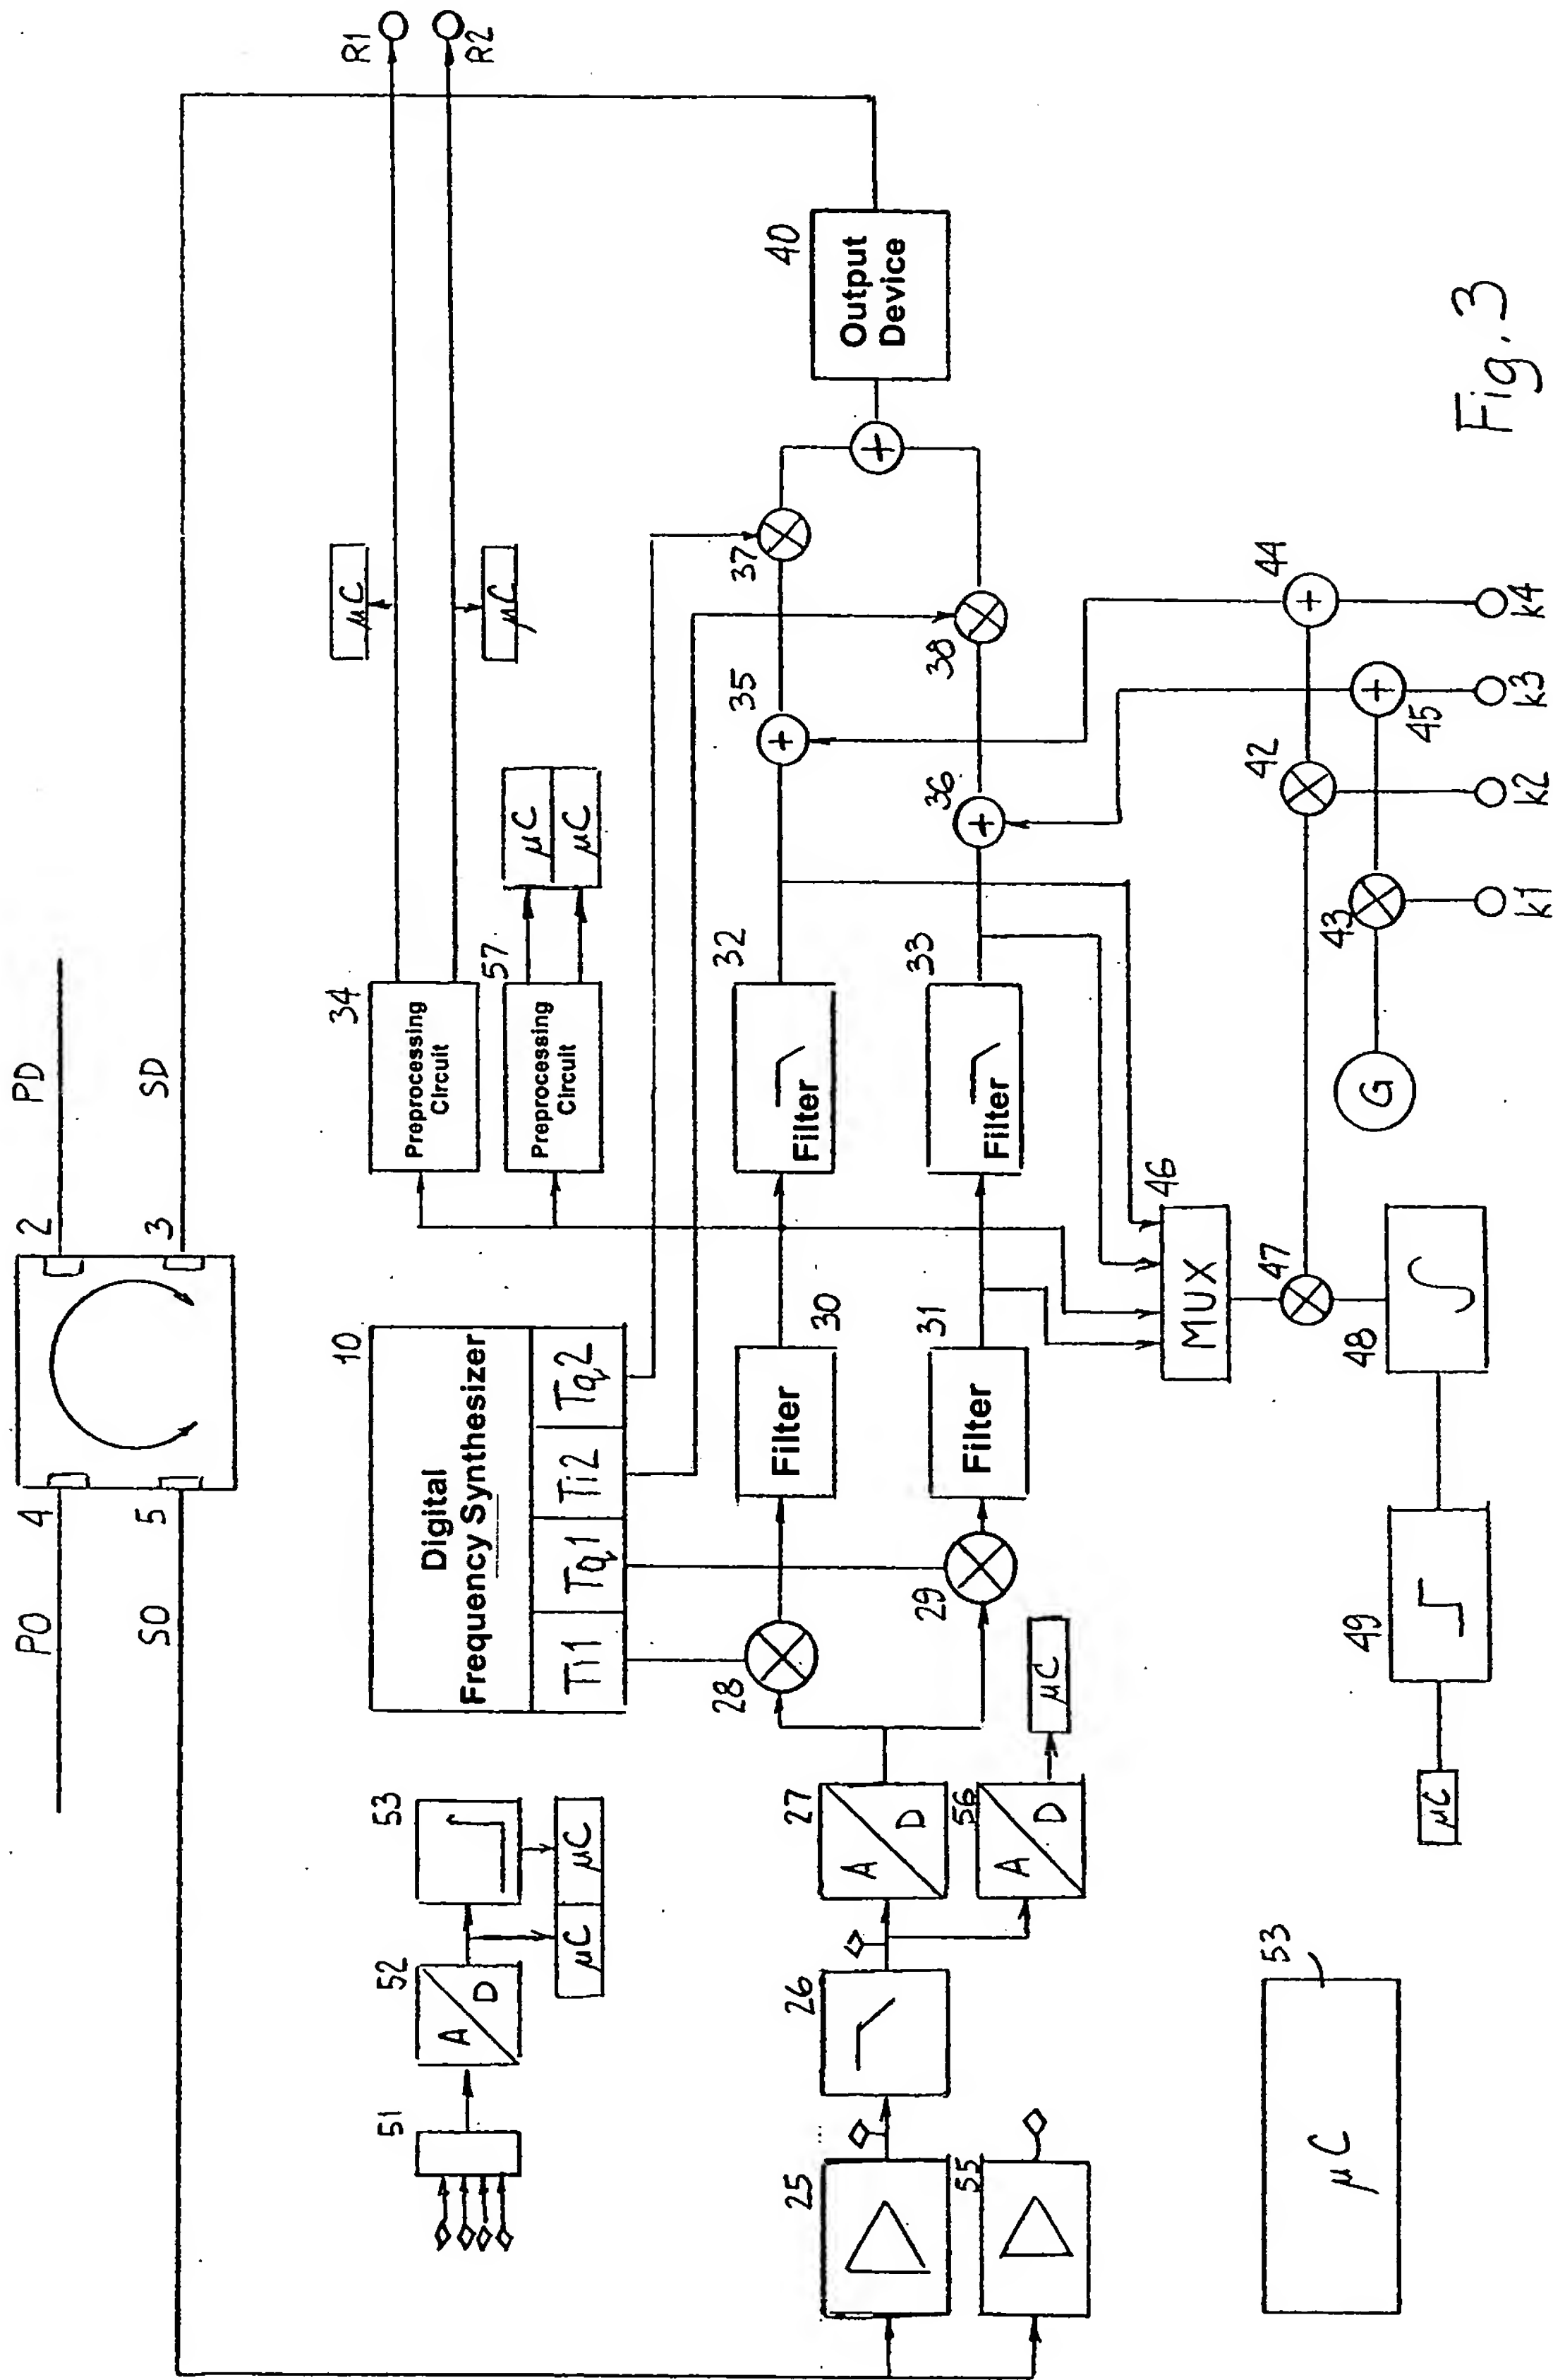 PO
4
2
PD
SO
5
3
SD
R1
R2
51
52
A
D
53
μC
μC
10
Digital
Frequency Synthesizer
Ti1
Tq1
Ti2
Tq2
34
Preprocessing
Circuit
57
Preprocessing
Circuit
μC
μC
μC
μC
25
26
27
A
D
28
30
Filter
32
Filter
35
37
40
Output
Device
+
+
55
56
A
D
μC
29
31
Filter
33
Filter
36
+
38
46
MUX
47
42
44
+
53
μC
μC
49
48
∫
G
43
45
+
k1
k2
k3
k4
Fig. 3